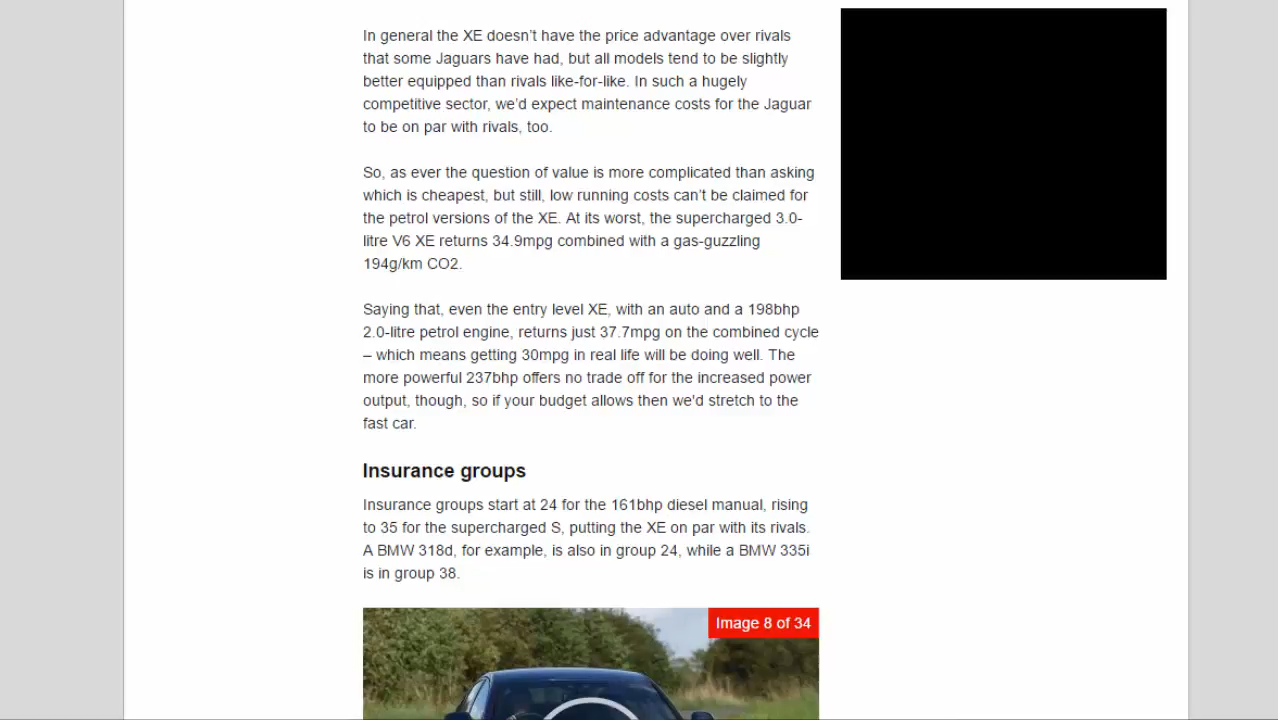 In general the XE doesn’t have the price advantage over rivals
that some Jaguars have had, but all models tend to be slightly
better equipped than rivals like-for-like. In such a hugely
competitive sector, we’d expect maintenance costs for the Jaguar
to be on par with rivals, too.
So, as ever the question of value is more complicated than asking
which is cheapest, but still, low running costs can’t be claimed for
the petrol versions of the XE. At its worst, the supercharged 3.0-
litre V6 XE returns 34.9mpg combined with a gas-guzzling
194g/km CO2.
Saying that, even the entry level XE, with an auto and a 198bhp
2.0-litre petrol engine, returns just 37.7mpg on the combined cycle
– which means getting 30mpg in real life will be doing well. The
more powerful 237bhp offers no trade off for the increased power
output, though, so if your budget allows then we'd stretch to the
fast car.
Insurance groups
Insurance groups start at 24 for the 161bhp diesel manual, rising
to 35 for the supercharged S, putting the XE on par with its rivals.
A BMW 318d, for example, is also in group 24, while a BMW 335i
is in group 38.
Image 8 of 34